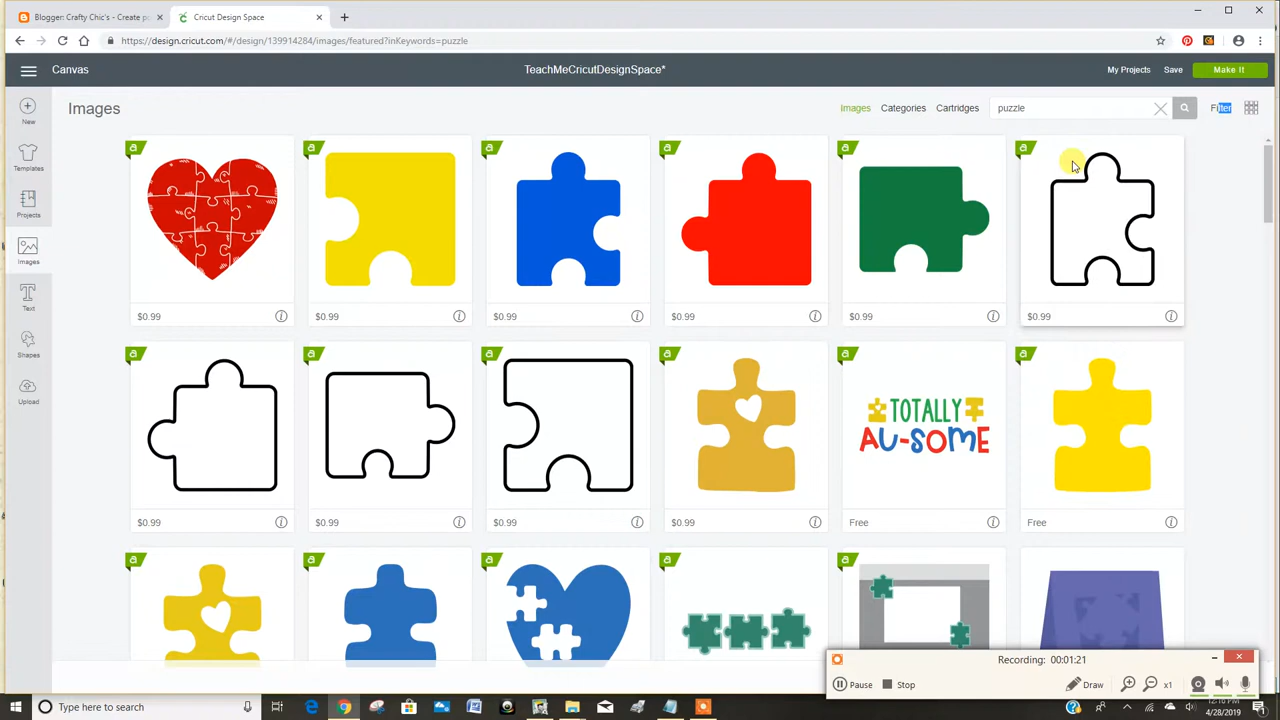 Blogger: Crafty Chic's - Create po
Cricut Design Space
https://design.cricut.com/#/design/139914284/images/featured?inKeywords=puzzle
Canvas
TeachMeCricutDesignSpace*
My Projects
Save
Make It
New
Templates
Projects
Images
Text
Shapes
Upload
Images
Images
Categories
Cartridges
puzzle
Filter
a
a
a
a
a
a
$0.99
$0.99
$0.99
$0.99
$0.99
$0.99
a
a
a
a
a
a
TOTALLY
AU-SOME
$0.99
$0.99
$0.99
$0.99
Free
Free
a
a
a
a
a
Recording: 00:01:21
Pause
Stop
Draw
x1
Type here to search
12:10 PM
4/28/2019